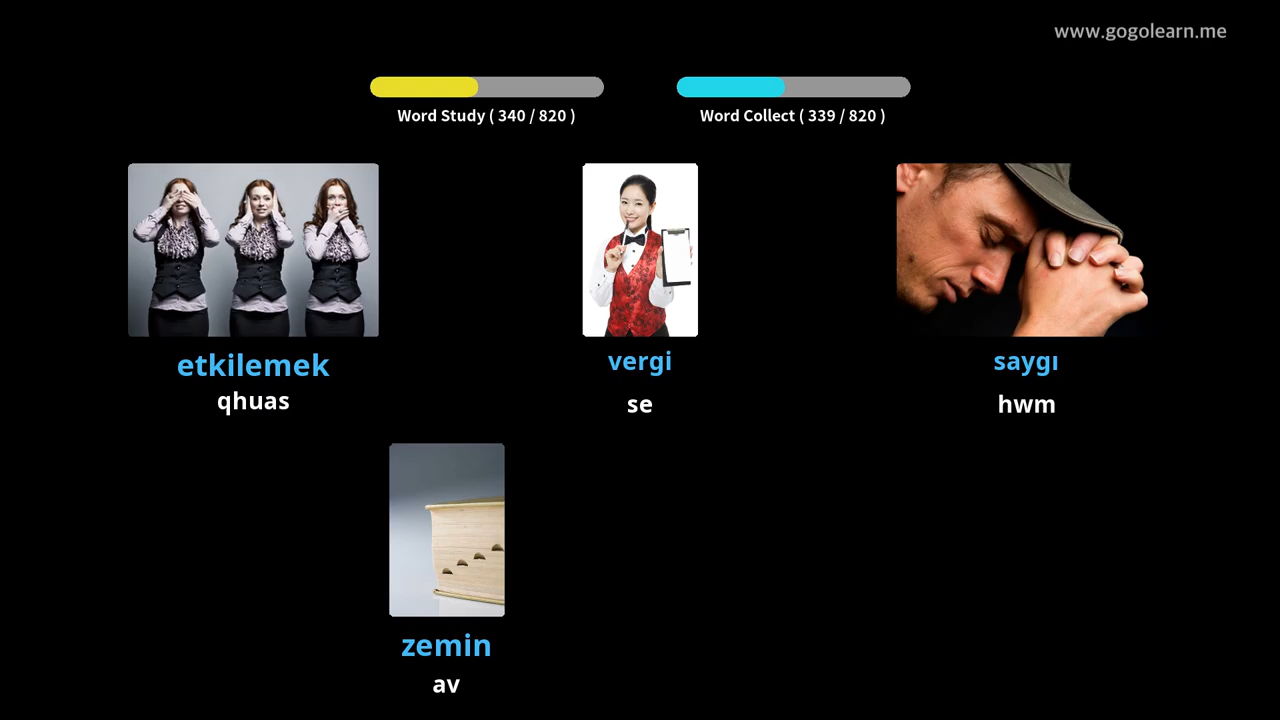 www.gogolearn.me
Word Study ( 340 / 820 )
Word Collect ( 339 / 820 )
etkilemek
qhuas
vergi
se
saygı
hwm
zemin
av